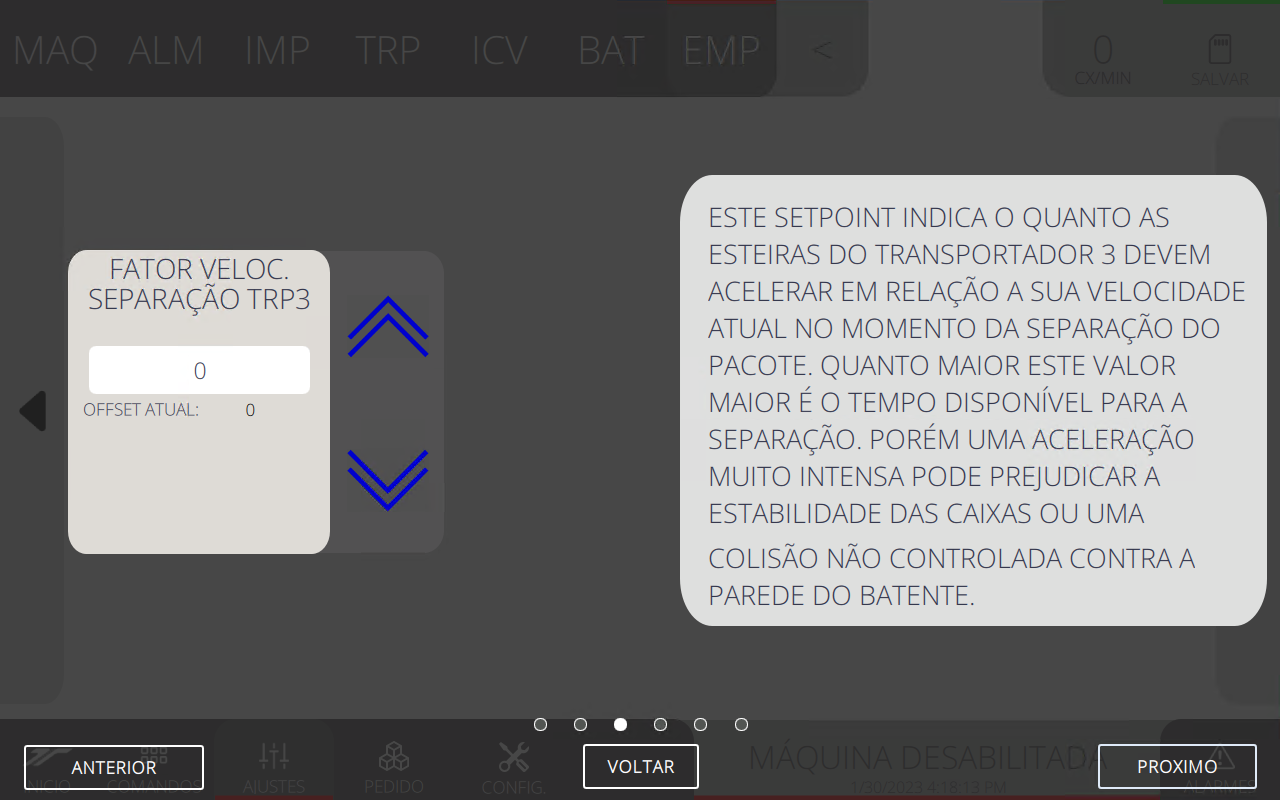 MAQ ALM IMP TRP ICV BAT EMP <
0
CX/MIN
SALVAR
FATOR VELOC.
SEPARAÇÃO TRP3
0
OFFSET ATUAL: 0
ESTE SETPOINT INDICA O QUANTO AS
ESTEIRAS DO TRANSPORTADOR 3 DEVEM
ACELERAR EM RELAÇÃO A SUA VELOCIDADE
ATUAL NO MOMENTO DA SEPARAÇÃO DO
PACOTE. QUANTO MAIOR ESTE VALOR
MAIOR É O TEMPO DISPONÍVEL PARA A
SEPARAÇÃO. PORÉM UMA ACELERAÇÃO
MUITO INTENSA PODE PREJUDICAR A
ESTABILIDADE DAS CAIXAS OU UMA
COLISÃO NÃO CONTROLADA CONTRA A
PAREDE DO BATENTE.
ANTERIOR
VOLTAR
PROXIMO
MÁQUINA DESABILITADA
1/30/2023 4:18:13 PM
INICIO COMANDOS AJUSTES PEDIDO CONFIG. ALARMES